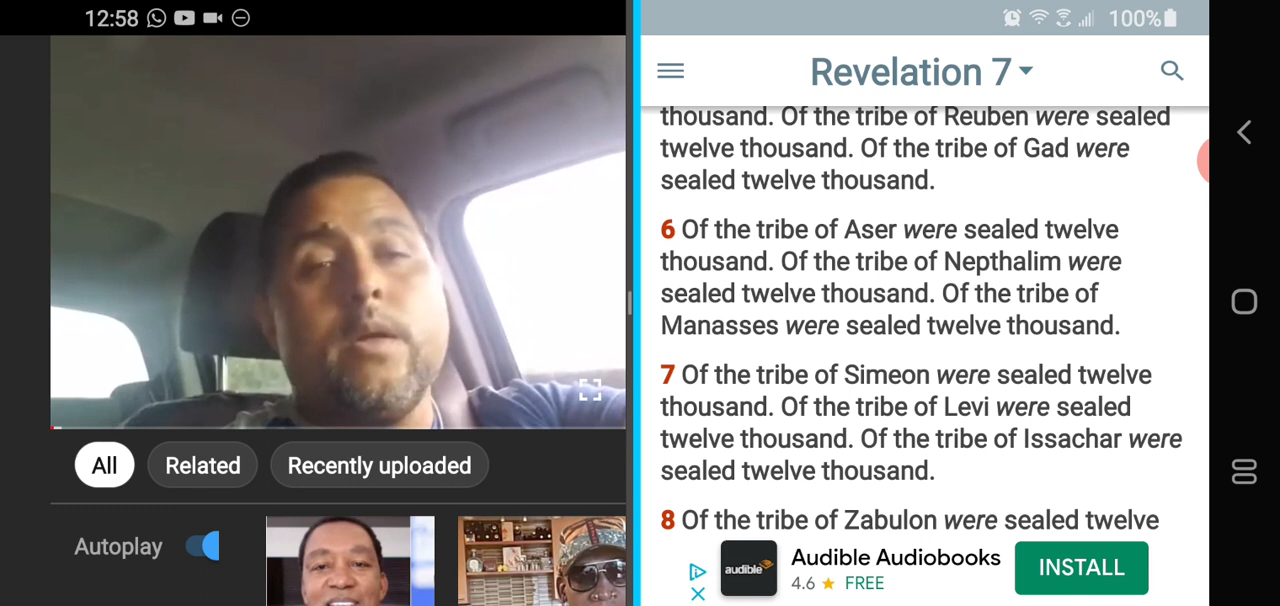 12:58
100%
Revelation 7
thousand. Of the tribe of Reuben were sealed
twelve thousand. Of the tribe of Gad were
sealed twelve thousand.
6 Of the tribe of Aser were sealed twelve
thousand. Of the tribe of Nepthalim were
sealed twelve thousand. Of the tribe of
Manasses were sealed twelve thousand.
7 Of the tribe of Simeon were sealed twelve
thousand. Of the tribe of Levi were sealed
twelve thousand. Of the tribe of Issachar were
sealed twelve thousand.
8 Of the tribe of Zabulon were sealed twelve
All
Related
Recently uploaded
Autoplay
audible
Audible Audiobooks
4.6 ★ FREE
INSTALL